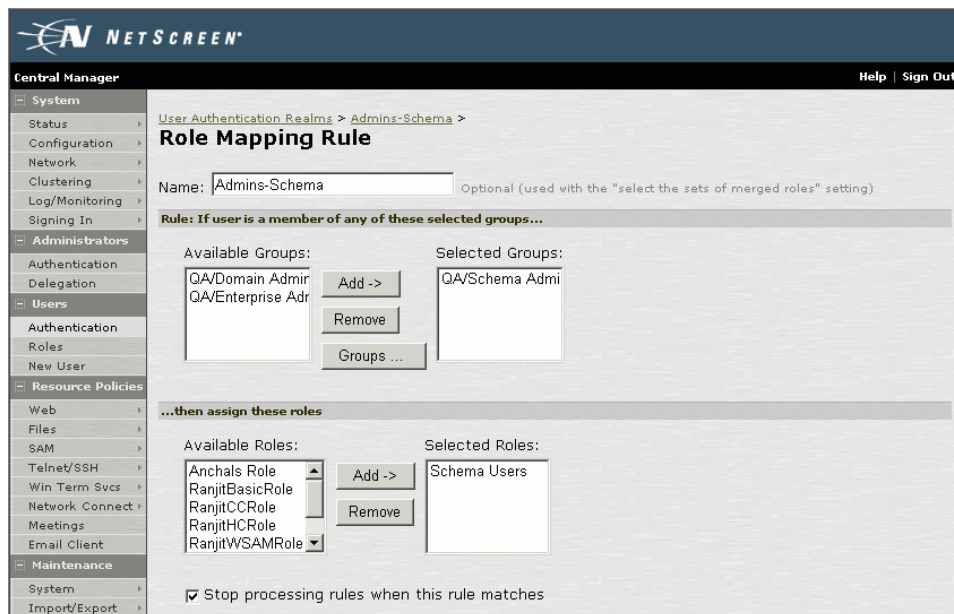 NETSCREEN
Central Manager
Help | Sign Out
System
Status
Configuration
Network
Clustering
Log/Monitoring
Signing In
Administrators
Authentication
Delegation
Users
Authentication
Roles
New User
Resource Policies
Web
Files
SAM
Telnet/SSH
Win Term Svcs
Network Connect
Meetings
Email Client
Maintenance
System
Import/Export
User Authentication Realms > Admins-Schema >
Role Mapping Rule
Name: Admins-Schema Optional (used with the "select the sets of merged roles" setting)
Rule: If user is a member of any of these selected groups...
Available Groups:
QA/Domain Admir
QA/Enterprise Adr
Add ->
Remove
Groups ...
Selected Groups:
QA/Schema Admi
...then assign these roles
Available Roles:
Anchals Role
RanjitBasicRole
RanjitCCRole
RanjitHCRole
RanjitWSAMRole
Add ->
Remove
Selected Roles:
Schema Users
Stop processing rules when this rule matches